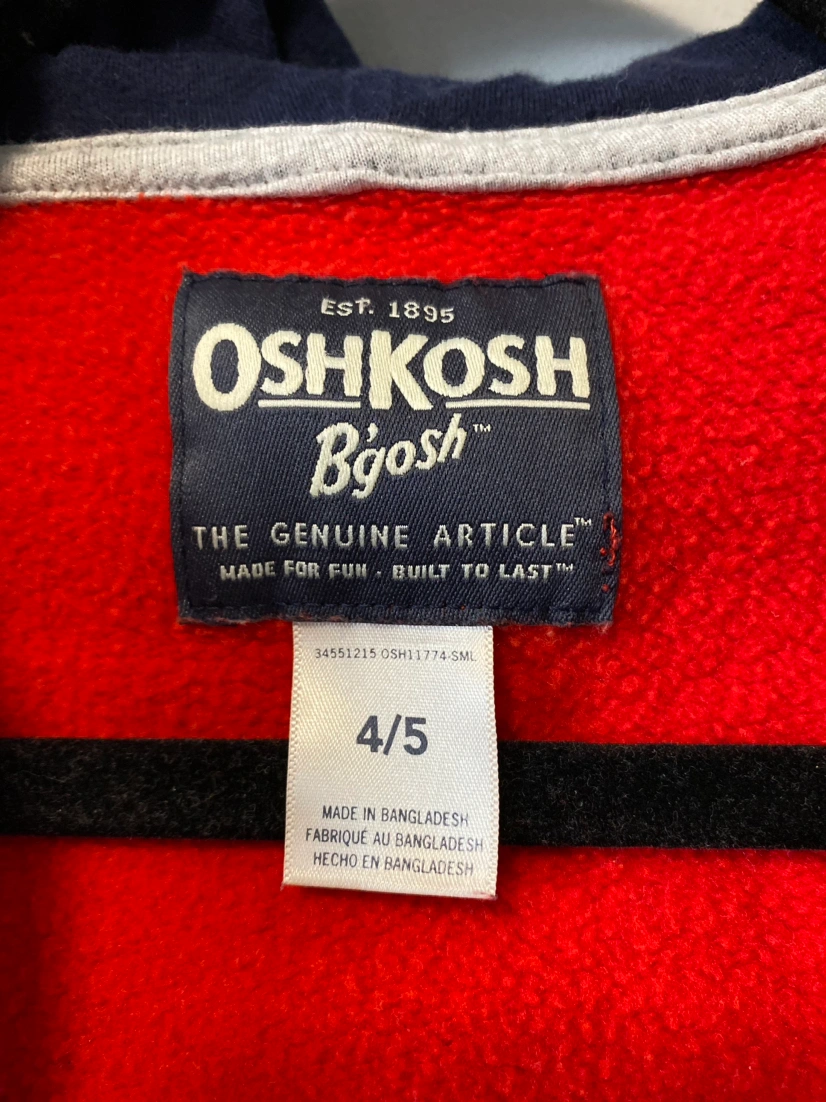 EST. 1895
OSHKOSH
B'gosh™
THE GENUINE ARTICLE™
MADE FOR FUN · BUILT TO LAST™
34551215 OSH11774-SML
4/5
MADE IN BANGLADESH
FABRIQUÉ AU BANGLADESH
HECHO EN BANGLADESH